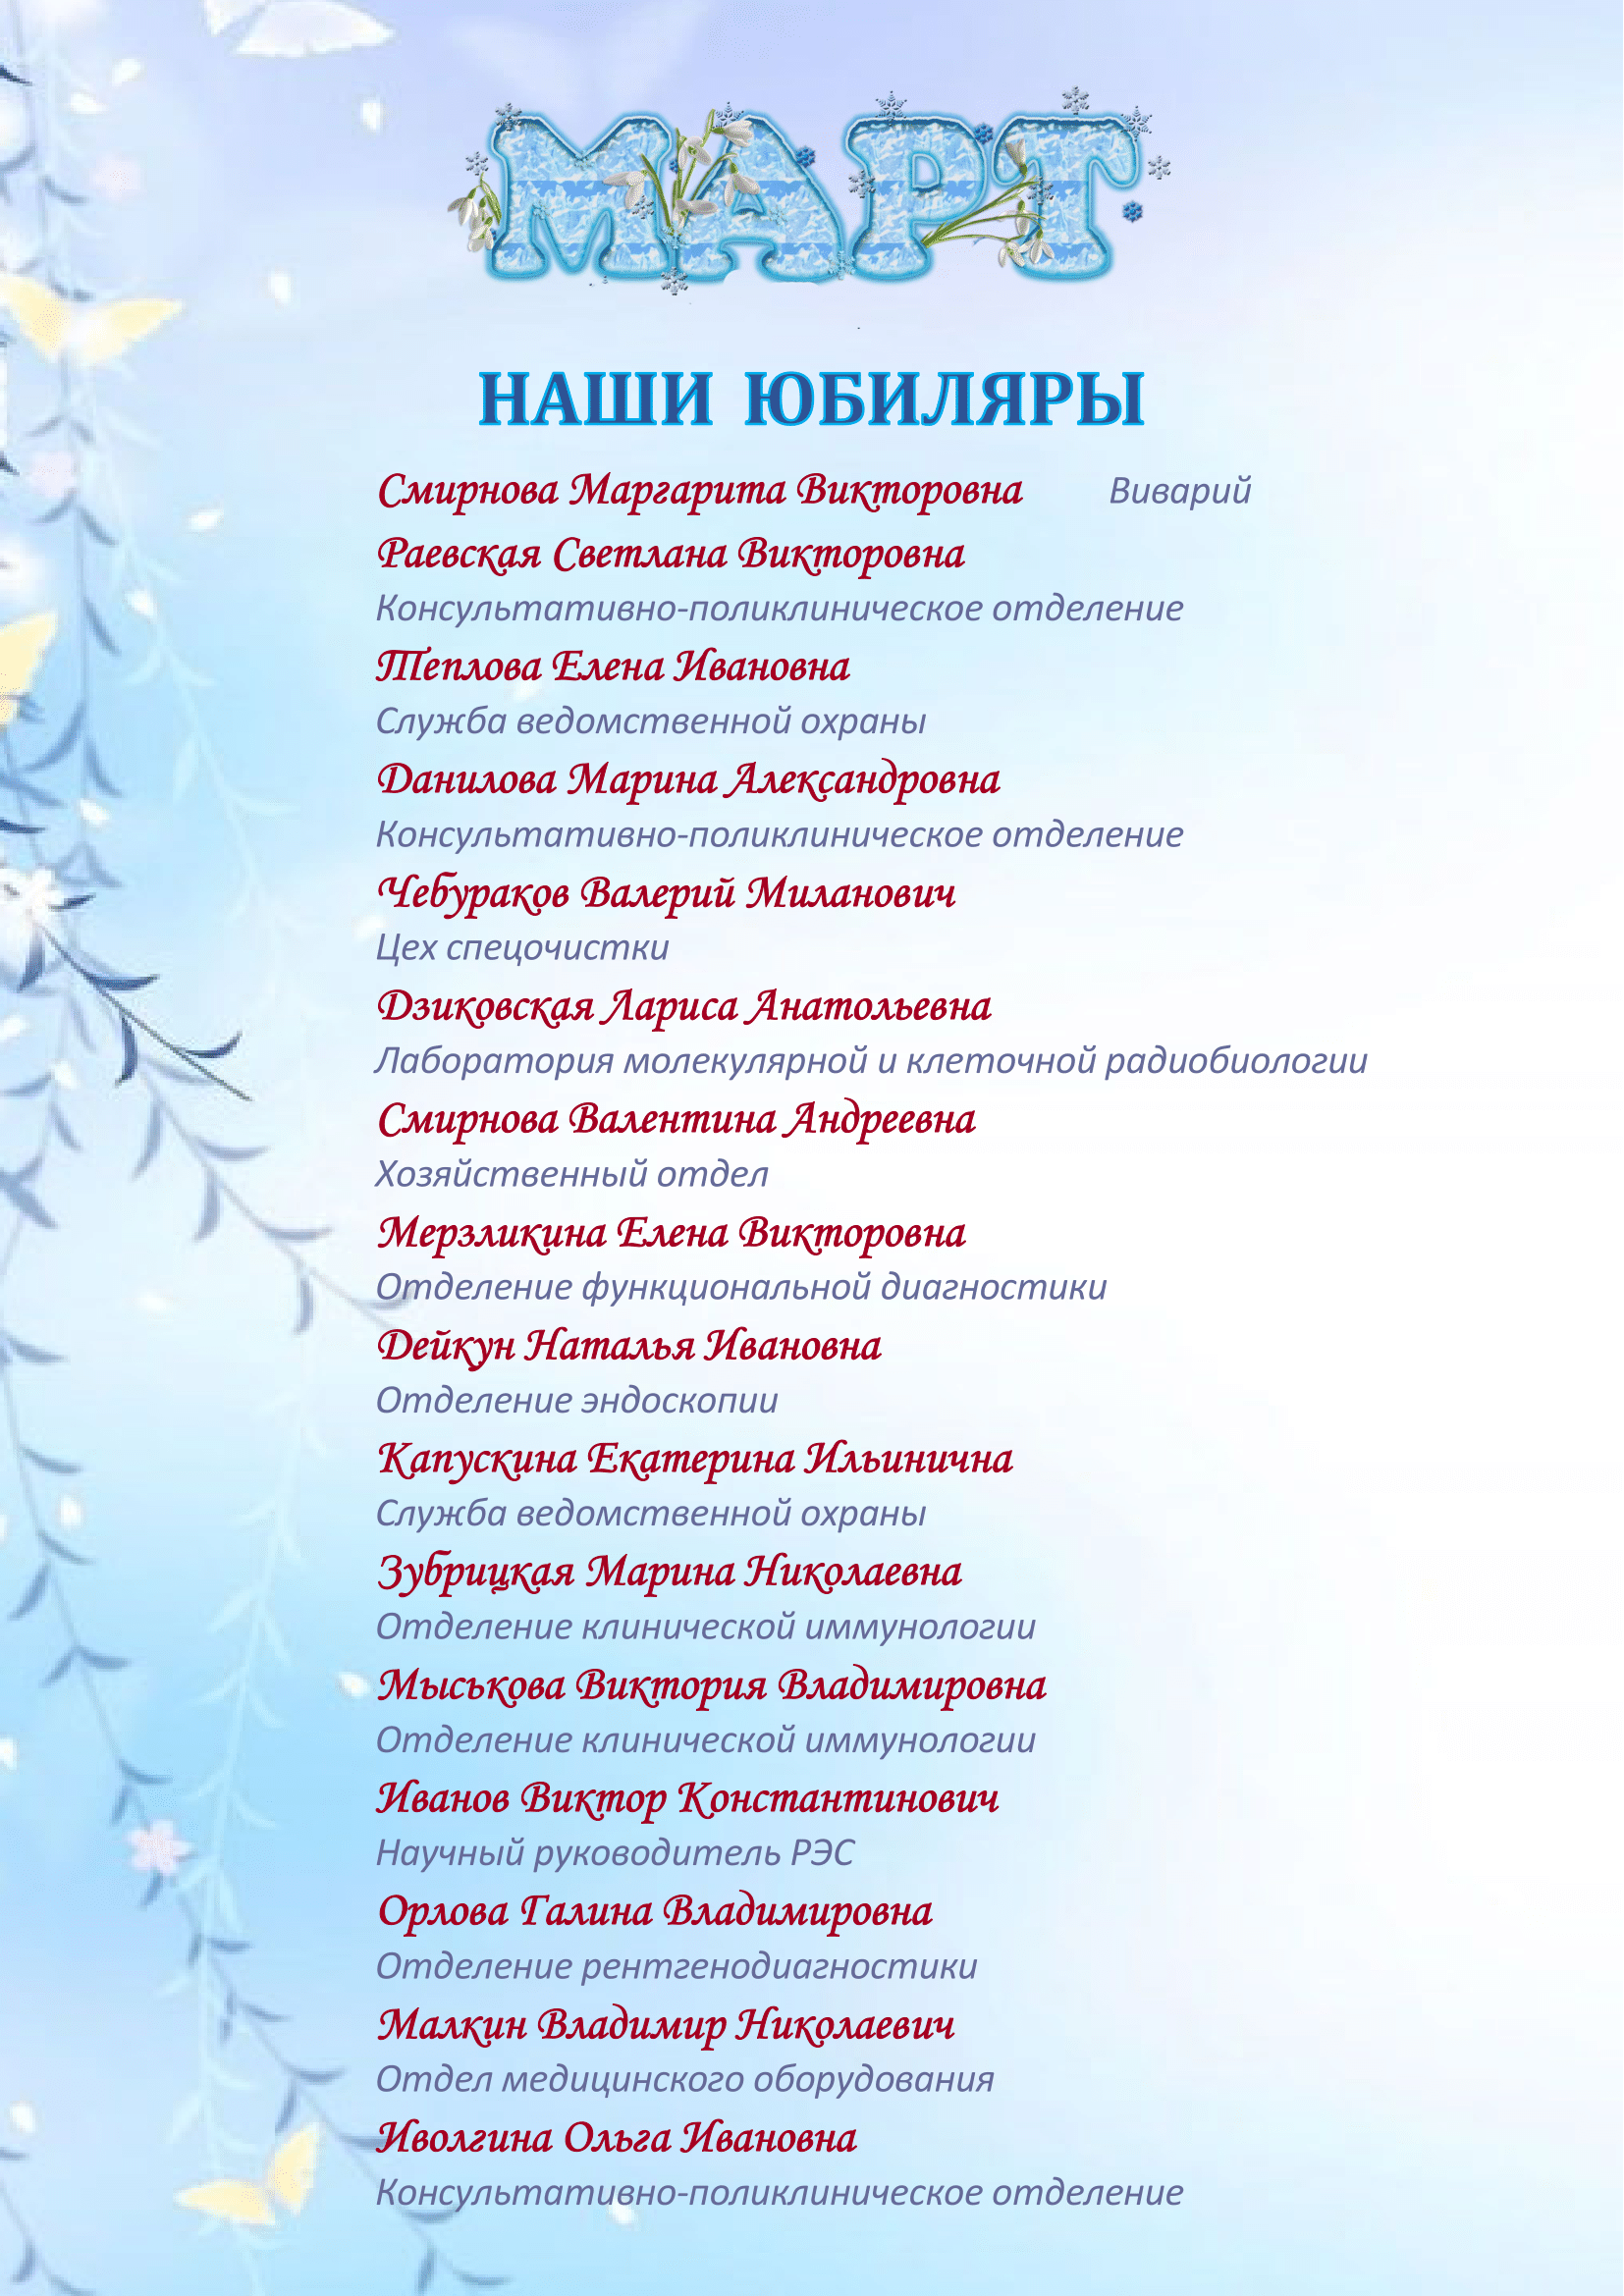 МАРТ
НАШИ ЮБИЛЯРЫ
Смирнова Маргарита Викторовна Виварий
Раевская Светлана Викторовна
Консультативно-поликлиническое отделение
Теплова Елена Ивановна
Служба ведомственной охраны
Данилова Марина Александровна
Консультативно-поликлиническое отделение
Чебураков Валерий Миланович
Цех спецочистки
Дзиковская Лариса Анатольевна
Лаборатория молекулярной и клеточной радиобиологии
Смирнова Валентина Андреевна
Хозяйственный отдел
Мерзликина Елена Викторовна
Отделение функциональной диагностики
Дейкун Наталья Ивановна
Отделение эндоскопии
Капускина Екатерина Ильинична
Служба ведомственной охраны
Зубрицкая Марина Николаевна
Отделение клинической иммунологии
Мыськова Виктория Владимировна
Отделение клинической иммунологии
Иванов Виктор Константинович
Научный руководитель РЭС
Орлова Галина Владимировна
Отделение рентгенодиагностики
Малкин Владимир Николаевич
Отдел медицинского оборудования
Иволгина Ольга Ивановна
Консультативно-поликлиническое отделение